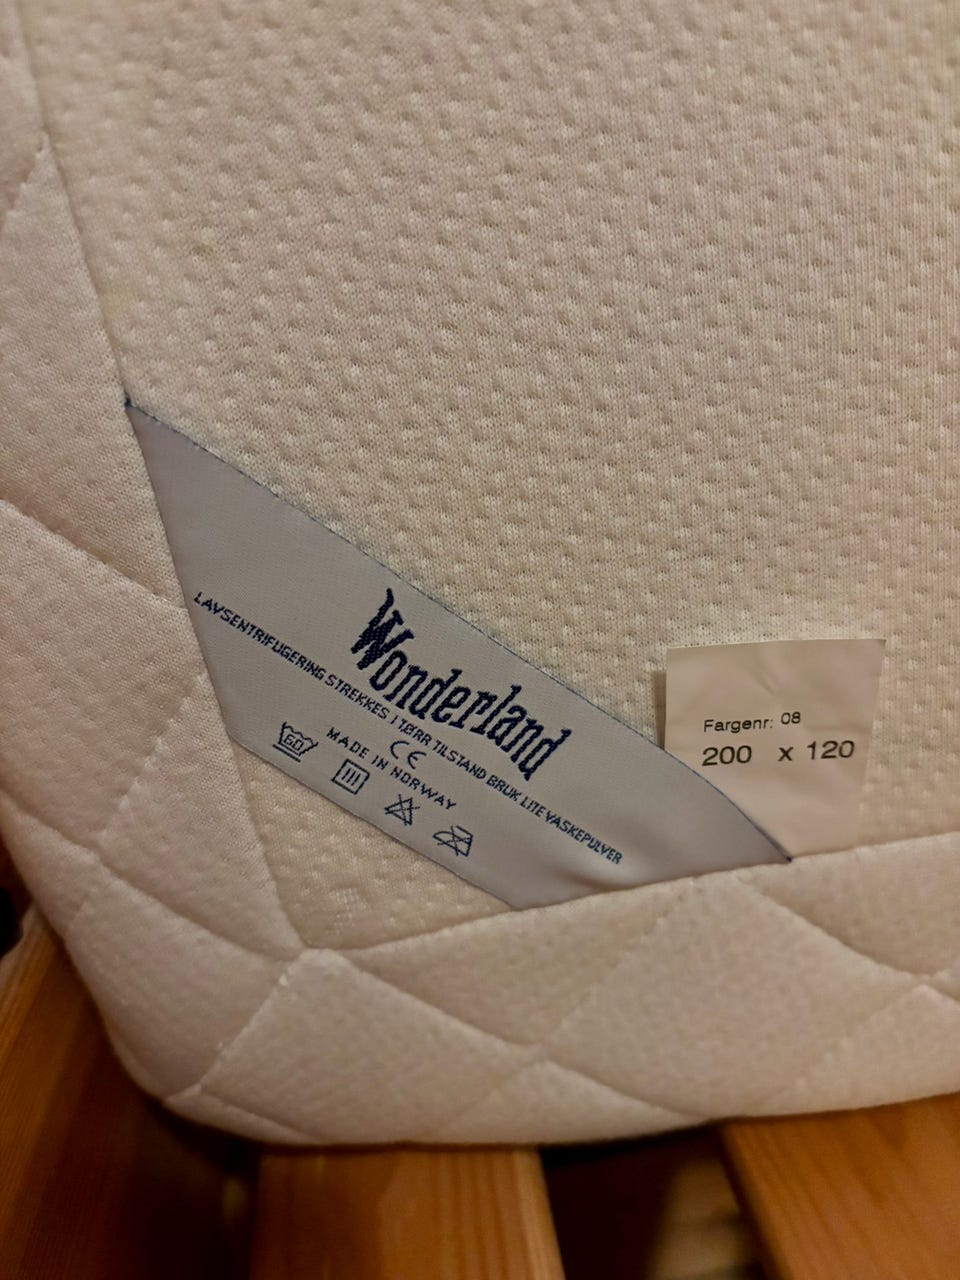 Wonderland
LAVSENTRIFUGERING STREKKES I TØRR TILSTAND BRUK LITE VASKEPULVER
CE
MADE IN NORWAY
60
Fargenr: 08
200 x 120